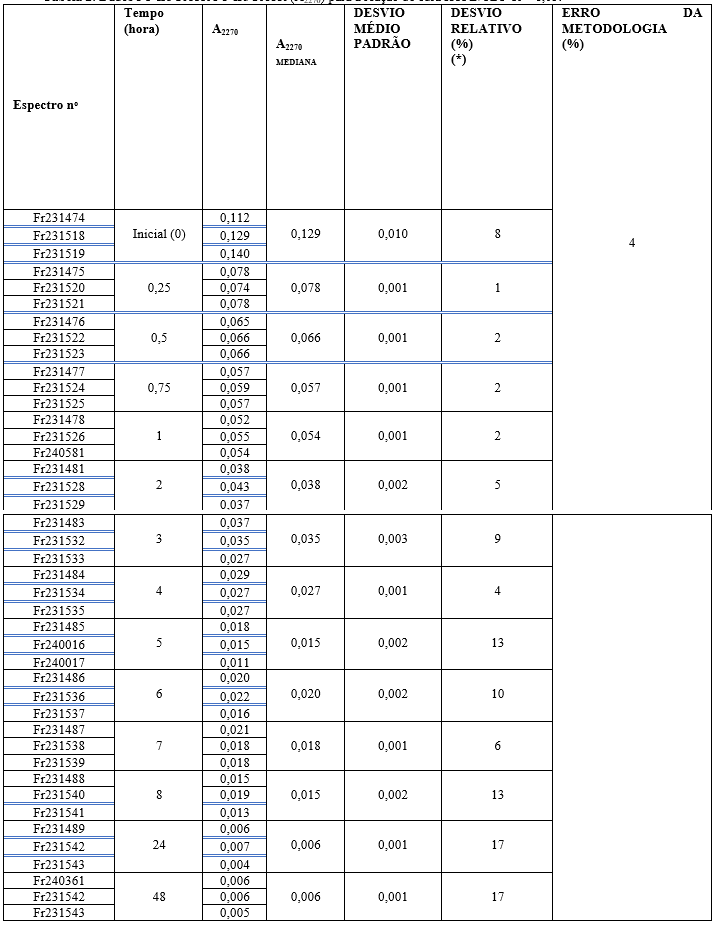 Espectro nº
Tempo
(hora)
A2270
A2270
MEDIANA
DESVIO
MÉDIO
PADRÃO
DESVIO
RELATIVO
(%)
(*)
ERRO DA
METODOLOGIA
(%)
Fr231474 0,112
Fr231518 Inicial (0) 0,129 0,129 0,010 8
Fr231519 0,140
4
Fr231475 0,078
Fr231520 0,25 0,074 0,078 0,001 1
Fr231521 0,078
Fr231476 0,065
Fr231522 0,5 0,066 0,066 0,001 2
Fr231523 0,066
Fr231477 0,057
Fr231524 0,75 0,059 0,057 0,001 2
Fr231525 0,057
Fr231478 0,052
Fr231526 1 0,055 0,054 0,001 2
Fr240581 0,054
Fr231481 0,038
Fr231528 2 0,043 0,038 0,002 5
Fr231529 0,037
Fr231483 0,037
Fr231532 3 0,035 0,035 0,003 9
Fr231533 0,027
Fr231484 0,029
Fr231534 4 0,027 0,027 0,001 4
Fr231535 0,027
Fr231485 0,018
Fr240016 5 0,015 0,015 0,002 13
Fr240017 0,011
Fr231486 0,020
Fr231536 6 0,022 0,020 0,002 10
Fr231537 0,016
Fr231487 0,021
Fr231538 7 0,018 0,018 0,001 6
Fr231539 0,018
Fr231488 0,015
Fr231540 8 0,019 0,015 0,002 13
Fr231541 0,013
Fr231489 0,006
Fr231542 24 0,007 0,006 0,001 17
Fr231543 0,004
Fr240361 0,006
Fr231542 48 0,006 0,006 0,001 17
Fr231543 0,005